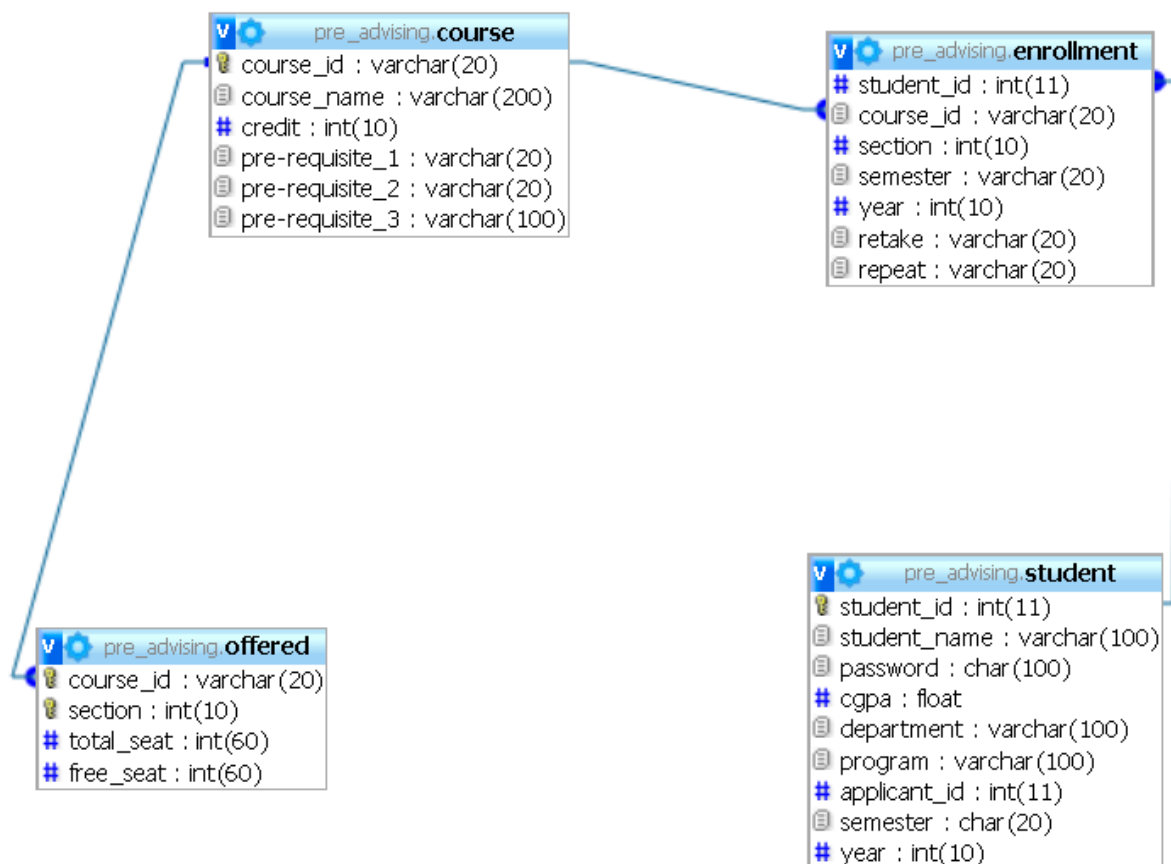 v pre_advising.course
course_id : varchar(20)
course_name : varchar(200)
# credit : int(10)
pre-requisite_1 : varchar(20)
pre-requisite_2 : varchar(20)
pre-requisite_3 : varchar(100)
v pre_advising.enrollment
# student_id : int(11)
course_id : varchar(20)
# section : int(10)
semester : varchar(20)
# year : int(10)
retake : varchar(20)
repeat : varchar(20)
v pre_advising.offered
course_id : varchar(20)
section : int(10)
# total_seat : int(60)
# free_seat : int(60)
v pre_advising.student
student_id : int(11)
student_name : varchar(100)
password : char(100)
# cgpa : float
department : varchar(100)
program : varchar(100)
# applicant_id : int(11)
semester : char(20)
# year : int(10)